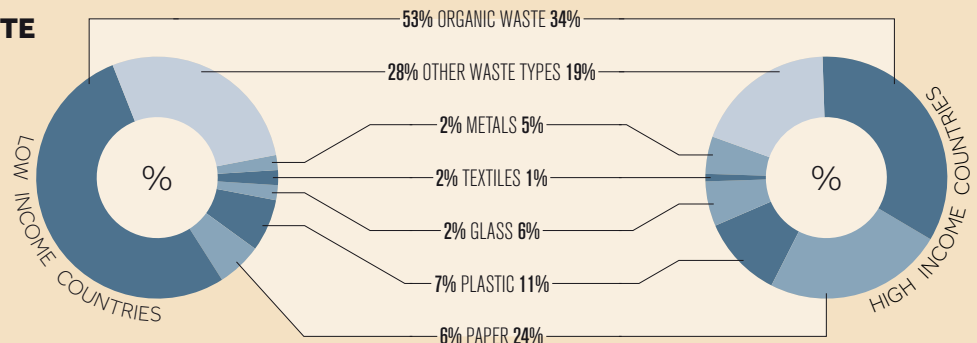 TE
53% ORGANIC WASTE 34%
28% OTHER WASTE TYPES 19%
2% METALS 5%
2% TEXTILES 1%
2% GLASS 6%
7% PLASTIC 11%
6% PAPER 24%
%
LOW INCOME COUNTRIES
%
HIGH INCOME COUNTRIES